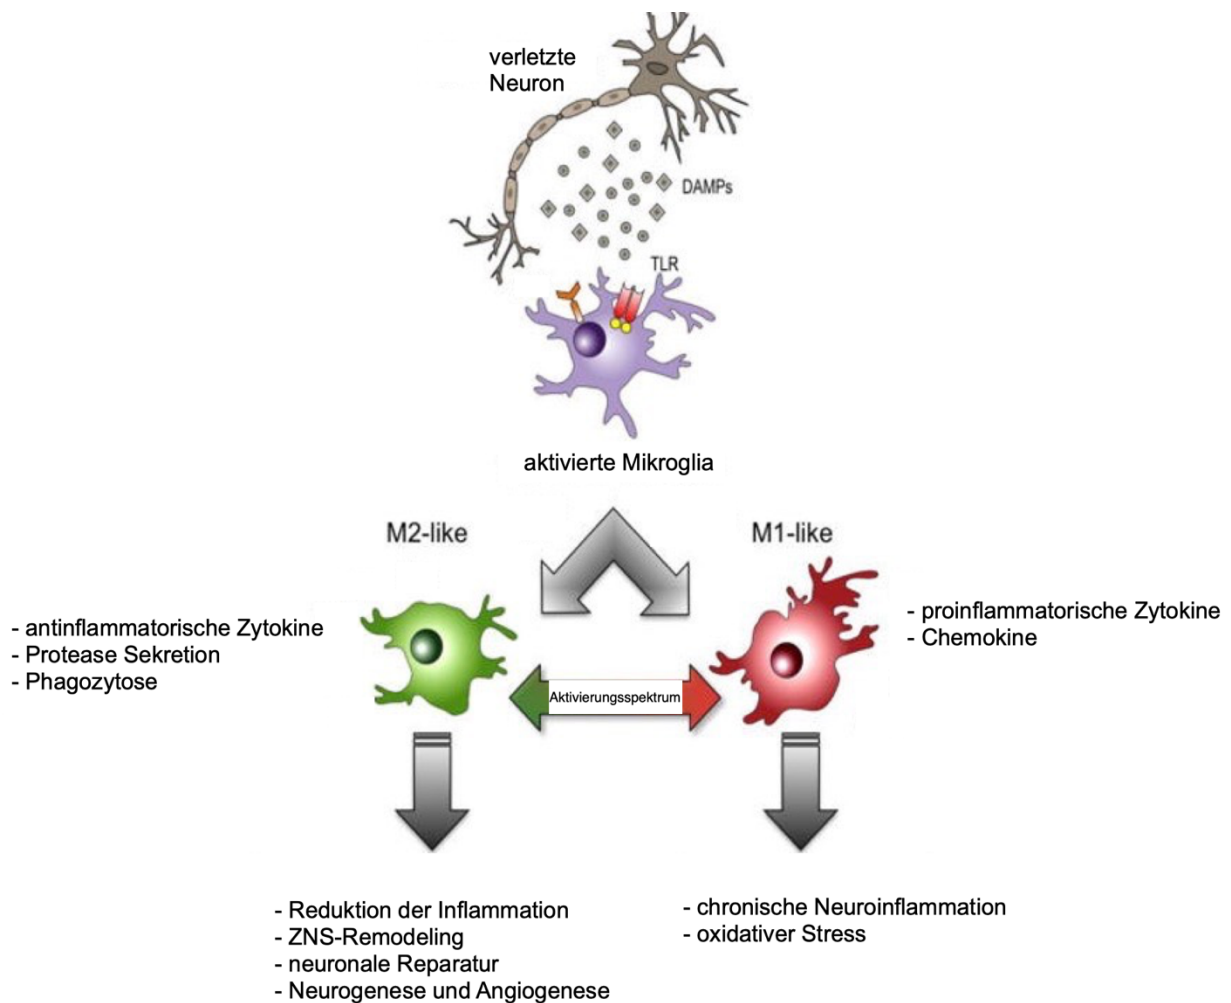 verletzte
Neuron
DAMPs
TLR
aktivierte Mikroglia
M2-like
M1-like
- antinflammatorische Zytokine
- Protease Sekretion
- Phagozytose
- proinflammatorische Zytokine
- Chemokine
Aktivierungsspektrum
- Reduktion der Inflammation
- ZNS-Remodeling
- neuronale Reparatur
- Neurogenese und Angiogenese
- chronische Neuroinflammation
- oxidativer Stress